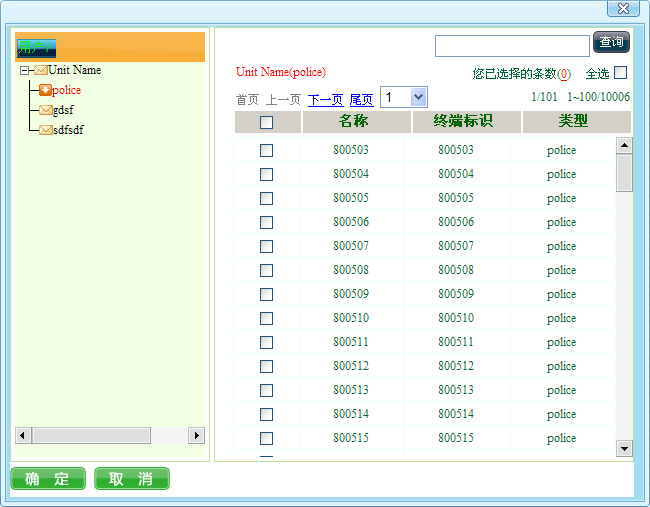 用户
查询
Unit Name
police
gdsf
sdfsdf
Unit Name(police)
您已选择的条数(0) 全选
首页 上一页 下一页 尾页 1 1/101 1~100/10006
名称 终端标识 类型
800503 800503 police
800504 800504 police
800505 800505 police
800506 800506 police
800507 800507 police
800508 800508 police
800509 800509 police
800510 800510 police
800511 800511 police
800512 800512 police
800513 800513 police
800514 800514 police
800515 800515 police
确 定 取 消